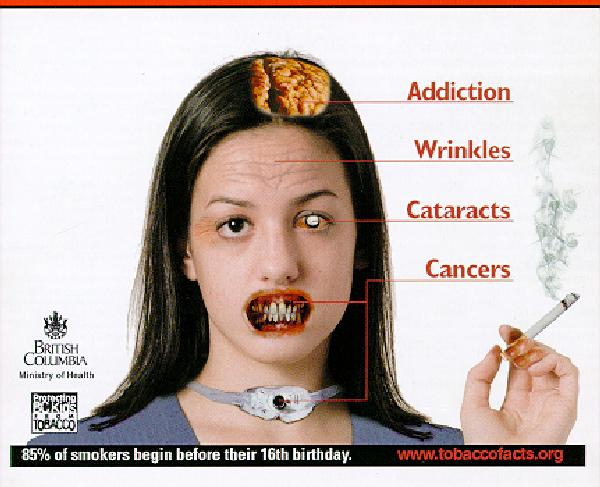 Addiction
Wrinkles
Cataracts
Cancers
BRITISH
COLUMBIA
Ministry of Health
Protecting
B.C. KIDS
FROM
TOBACCO
85% of smokers begin before their 16th birthday.
www.tobaccofacts.org